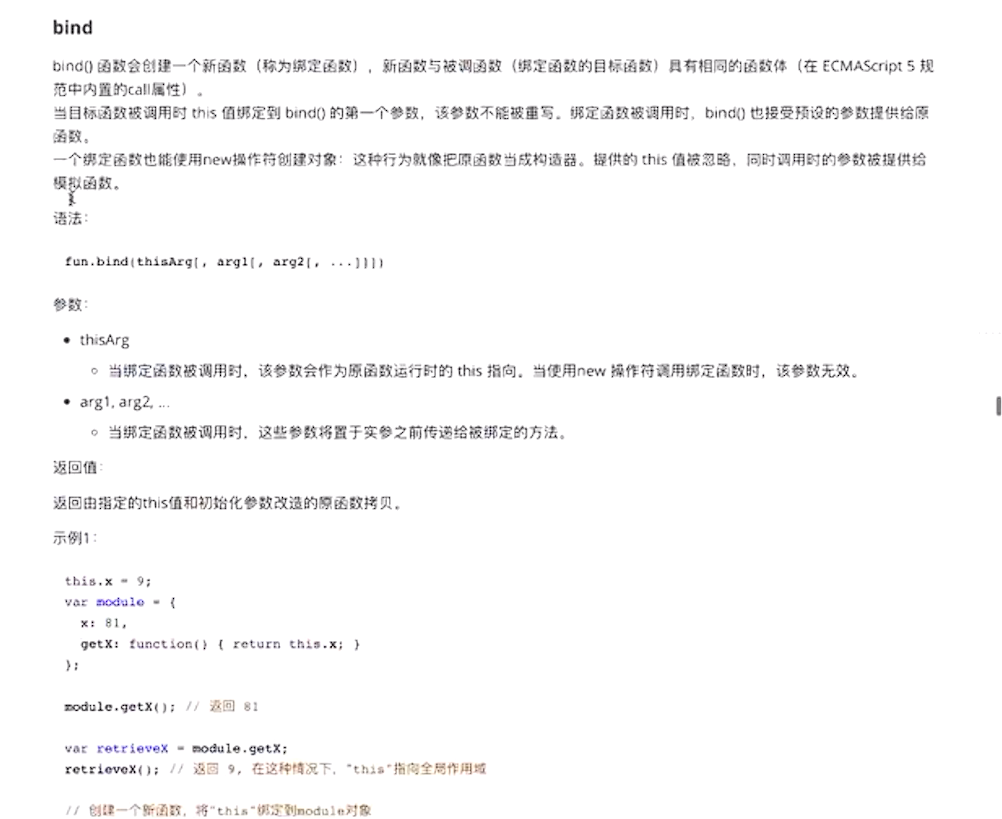 bind
bind() 函数会创建一个新函数（称为绑定函数），新函数与被调函数（绑定函数的目标函数）具有相同的函数体（在 ECMAScript 5 规
范中内置的call属性）。
当目标函数被调用时 this 值绑定到 bind() 的第一个参数，该参数不能被重写。绑定函数被调用时，bind() 也接受预设的参数提供给原
函数。
一个绑定函数也能使用new操作符创建对象：这种行为就像把原函数当成构造器。提供的 this 值被忽略，同时调用时的参数被提供给
模拟函数。
语法：
fun.bind(thisArg[, arg1[, arg2[, ...]]])
参数：
• thisArg
◦ 当绑定函数被调用时，该参数会作为原函数运行时的 this 指向。当使用new 操作符调用绑定函数时，该参数无效。
• arg1, arg2, ...
◦ 当绑定函数被调用时，这些参数将置于实参之前传递给被绑定的方法。
返回值：
返回由指定的this值和初始化参数改造的原函数拷贝。
示例1：
this.x = 9;
var module = {
x: 81,
getX: function() { return this.x; }
};
module.getX(); // 返回 81
var retrieveX = module.getX;
retrieveX(); // 返回 9, 在这种情况下，"this"指向全局作用域
// 创建一个新函数，将"this"绑定到module对象